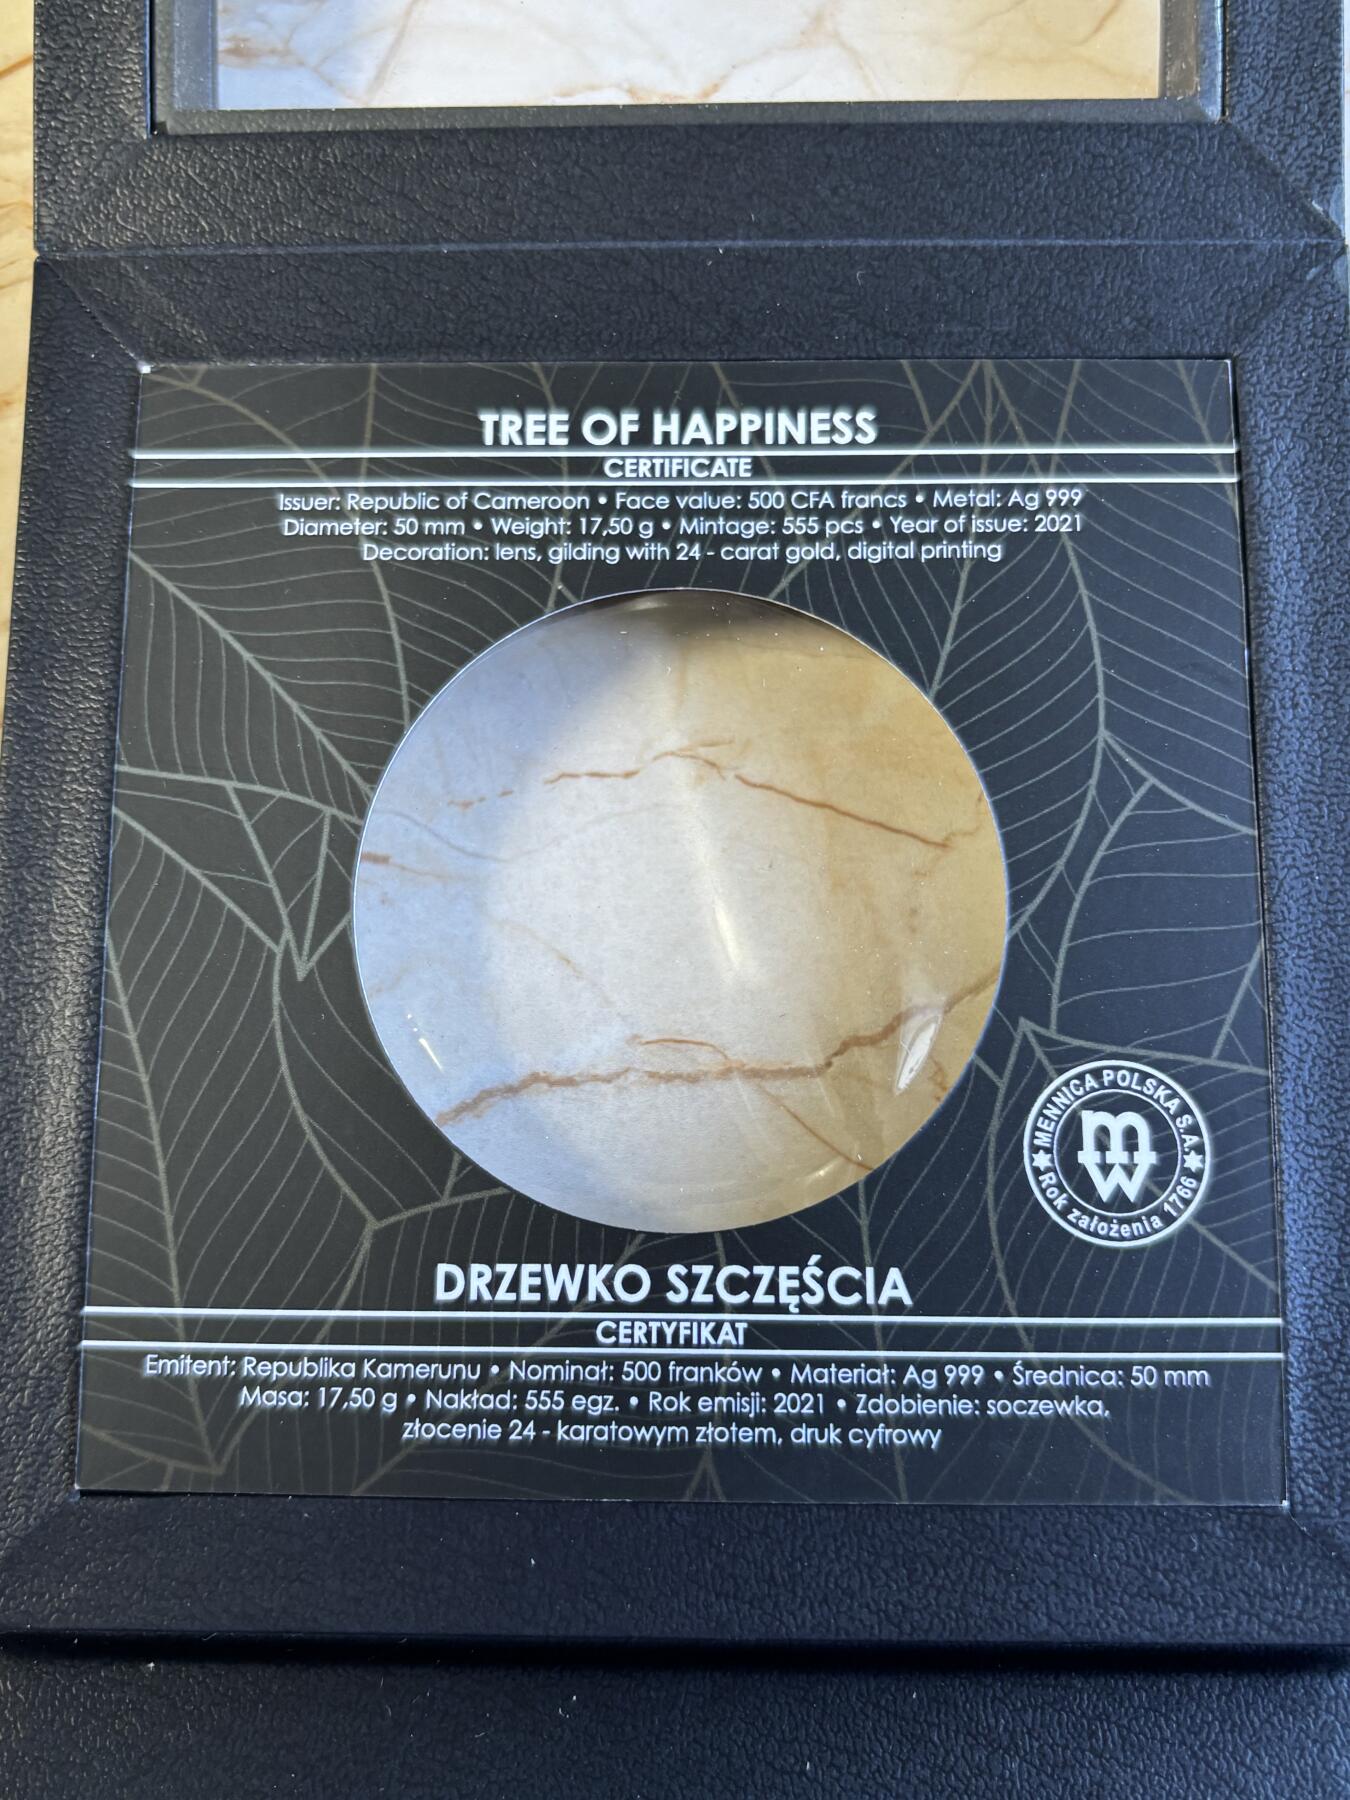 TREE OF HAPPINESS
CERTIFICATE
Issuer: Republic of Cameroon • Face value: 500 CFA francs • Metal: Ag 999
Diameter: 50 mm • Weight: 17,50 g • Mintage: 555 pcs • Year of issue: 2021
Decoration: lens, gilding with 24 - carat gold, digital printing
MENNICA POLSKA S.A.
mw
Rok założenia 1766
DRZEWKO SZCZĘŚCIA
CERTYFIKAT
Emitent: Republika Kamerunu • Nominał: 500 franków • Materiał: Ag 999 • Średnica: 50 mm
Masa: 17,50 g • Nakład: 555 egz. • Rok emisji: 2021 • Zdobienie: soczewka,
złocenie 24 - karatowym złotem, druk cyfrowy